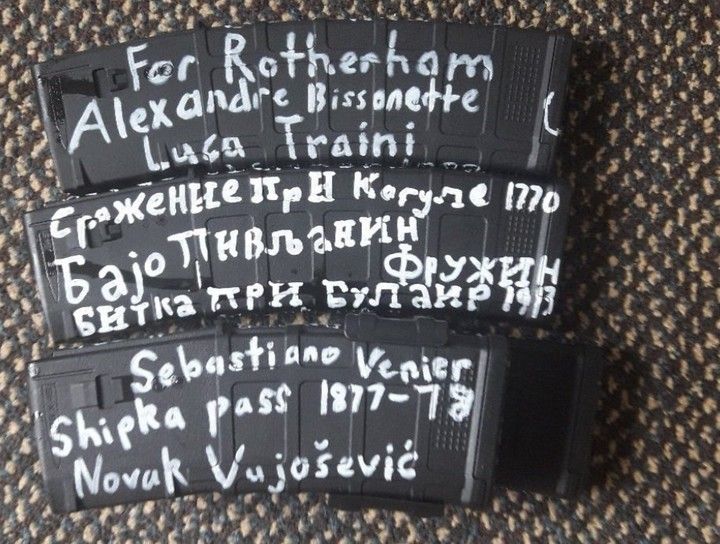 For Rotherham
Alexandre Bissonette
Luca Traini
Сражение при Кагуле 1770
Бајо Пивљанин
Фружин
Битка при Булаир 1913
Sebastiano Venier
Shipka pass 1877-78
Novak Vujošević